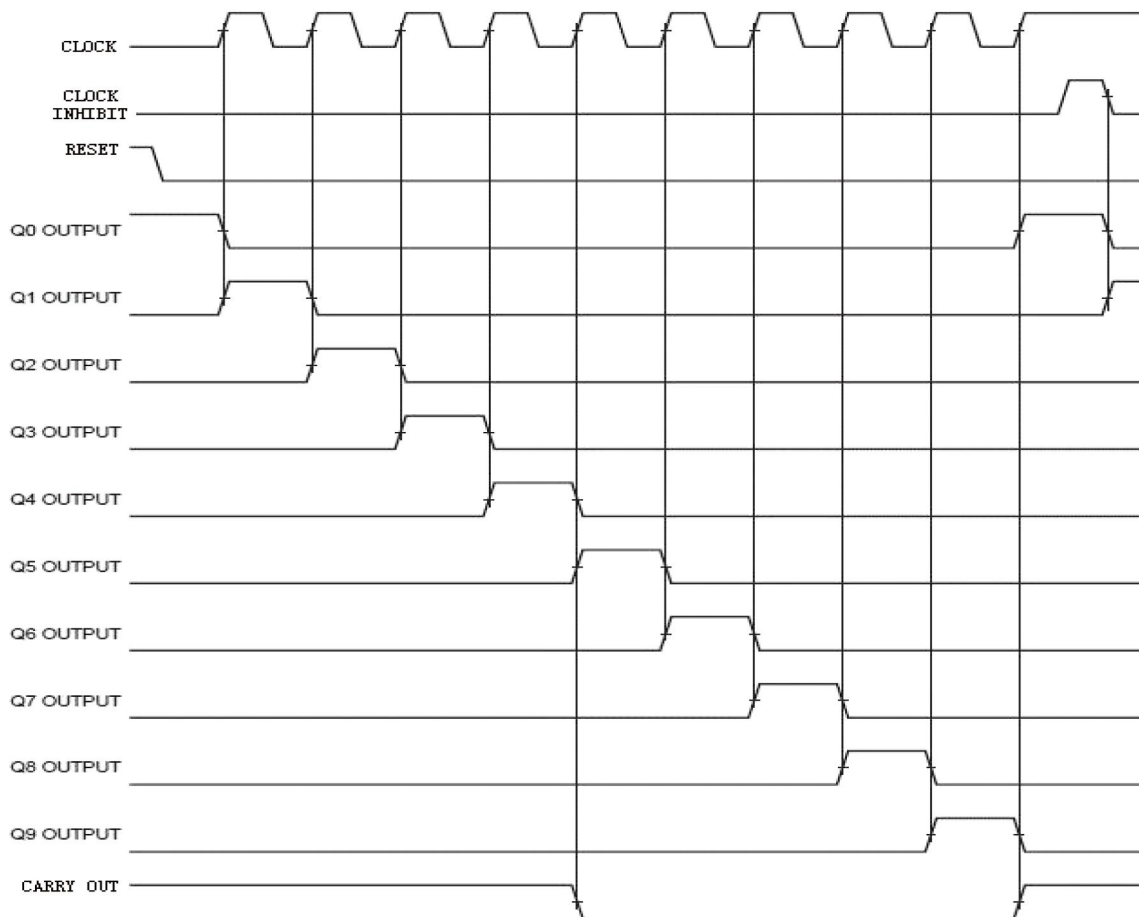 CLOCK
CLOCK
INHIBIT
RESET
Q0 OUTPUT
Q1 OUTPUT
Q2 OUTPUT
Q3 OUTPUT
Q4 OUTPUT
Q5 OUTPUT
Q6 OUTPUT
Q7 OUTPUT
Q8 OUTPUT
Q9 OUTPUT
CARRY OUT